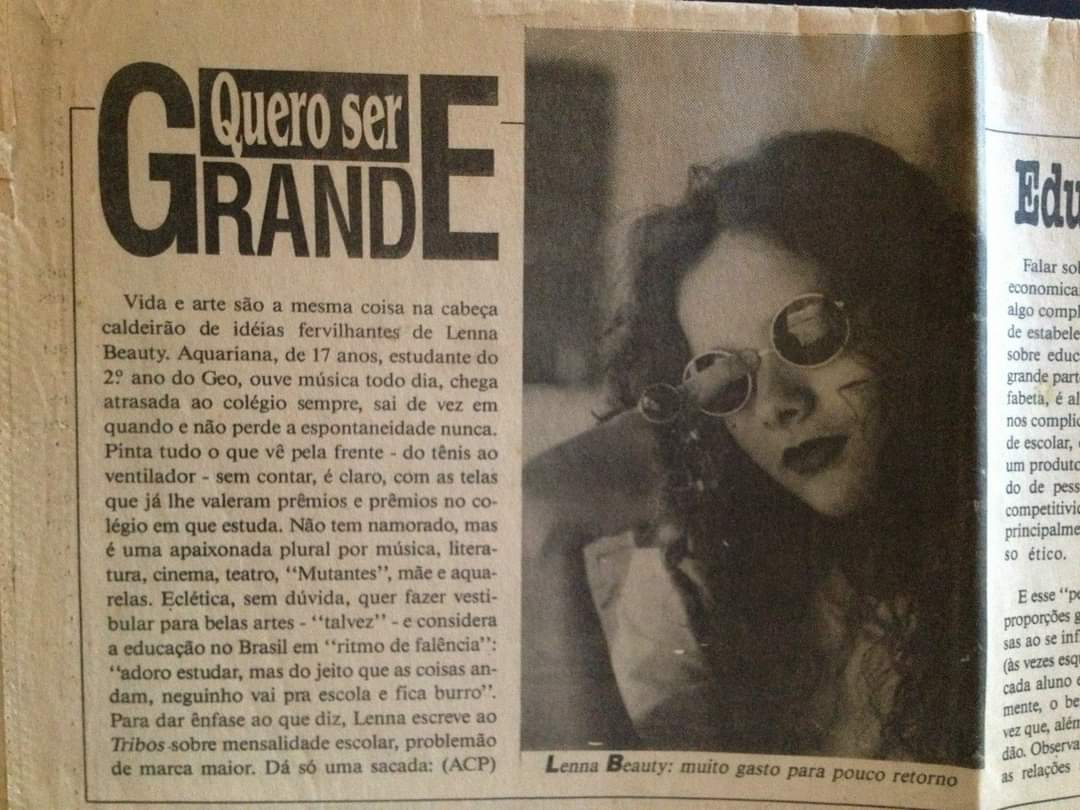 Quero ser
GRANDE
Vida e arte são a mesma coisa na cabeça
caldeirão de idéias fervilhantes de Lenna
Beauty. Aquariana, de 17 anos, estudante do
2º ano do Geo, ouve música todo dia, chega
atrasada ao colégio sempre, sai de vez em
quando e não perde a espontaneidade nunca.
Pinta tudo o que vê pela frente - do tênis ao
ventilador - sem contar, é claro, com as telas
que já lhe valeram prêmios e prêmios no co-
légio em que estuda. Não tem namorado, mas
é uma apaixonada plural por música, litera-
tura, cinema, teatro, “Mutantes”, mãe e aqua-
relas. Eclética, sem dúvida, quer fazer vesti-
bular para belas artes - “talvez” - e considera
a educação no Brasil em “ritmo de falência”:
“adoro estudar, mas do jeito que as coisas an-
dam, neguinho vai pra escola e fica burro”.
Para dar ênfase ao que diz, Lenna escreve ao
Tribos sobre mensalidade escolar, problemão
de marca maior. Dá só uma sacada: (ACP)
Lenna Beauty: muito gasto para pouco retorno
Edu
Falar sob
economica
algo compl
de estabele
sobre educ
grande part
fabeta, é al
nos complic
de escolar,
um produto
do de pess
competitivid
principalme
so ético.
E esse “po
proporções g
sas ao se inf
(às vezes esq
cada aluno e
mente, o be
vez que, além
dão. Observa
as relações